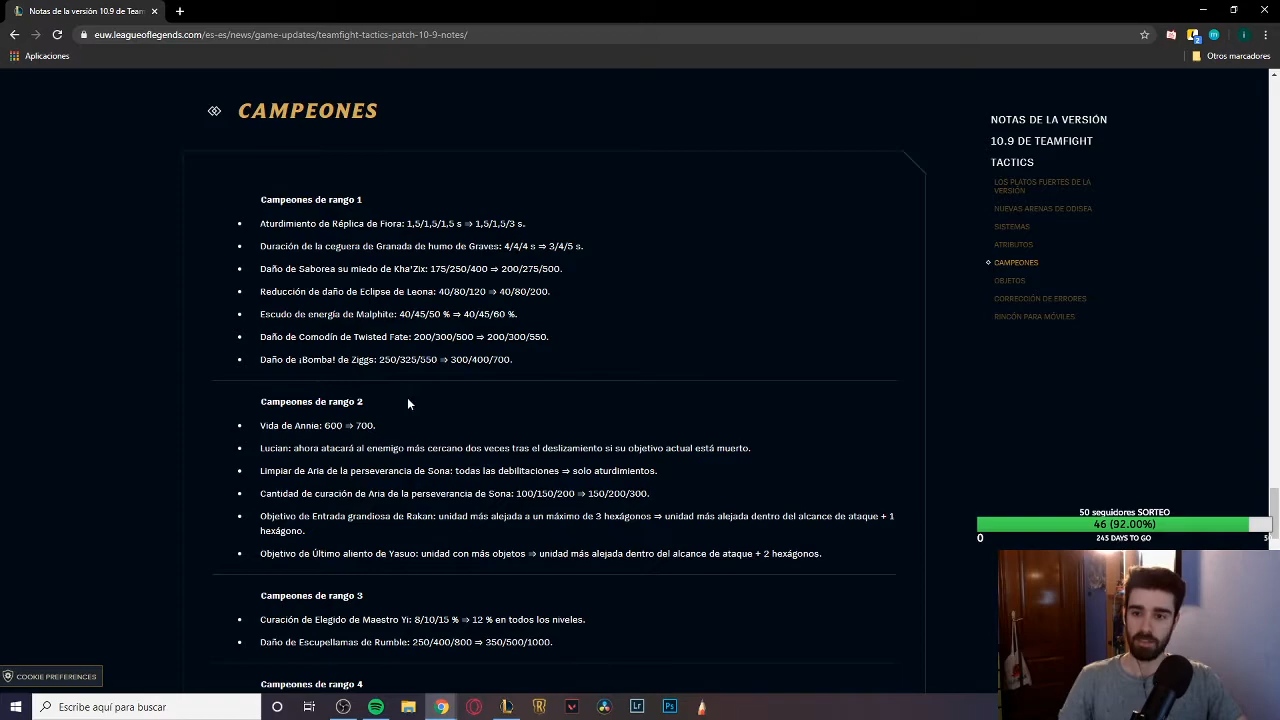 Notas de la versión 10.9 de Team
euw.leagueoflegends.com/es-es/news/game-updates/teamfight-tactics-patch-10-9-notes/
Aplicaciones
Otros marcadores
CAMPEONES
Campeones de rango 1
Aturdimiento de Réplica de Fiora: 1,5/1,5/1,5 s ⇒ 1,5/1,5/3 s.
Duración de la ceguera de Granada de humo de Graves: 4/4/4 s ⇒ 3/4/5 s.
Daño de Saborea su miedo de Kha'Zix: 175/250/400 ⇒ 200/275/500.
Reducción de daño de Eclipse de Leona: 40/80/120 ⇒ 40/80/200.
Escudo de energía de Malphite: 40/45/50 % ⇒ 40/45/60 %.
Daño de Comodín de Twisted Fate: 200/300/500 ⇒ 200/300/550.
Daño de ¡Bomba! de Ziggs: 250/325/550 ⇒ 300/400/700.
Campeones de rango 2
Vida de Annie: 600 ⇒ 700.
Lucian: ahora atacará al enemigo más cercano dos veces tras el deslizamiento si su objetivo actual está muerto.
Limpiar de Aria de la perseverancia de Sona: todas las debilitaciones ⇒ solo aturdimientos.
Cantidad de curación de Aria de la perseverancia de Sona: 100/150/200 ⇒ 150/200/300.
Objetivo de Entrada grandiosa de Rakan: unidad más alejada a un máximo de 3 hexágonos ⇒ unidad más alejada dentro del alcance de ataque + 1
hexágono.
Objetivo de Último aliento de Yasuo: unidad con más objetos ⇒ unidad más alejada dentro del alcance de ataque + 2 hexágonos.
Campeones de rango 3
Curación de Elegido de Maestro Yi: 8/10/15 % ⇒ 12 % en todos los niveles.
Daño de Escupellamas de Rumble: 250/400/800 ⇒ 350/500/1000.
Campeones de rango 4
NOTAS DE LA VERSIÓN
10.9 DE TEAMFIGHT
TACTICS
LOS PLATOS FUERTES DE LA
VERSIÓN
NUEVAS ARENAS DE ODISEA
SISTEMAS
ATRIBUTOS
CAMPEONES
OBJETOS
CORRECCIÓN DE ERRORES
RINCÓN PARA MÓVILES
50 seguidores SORTEO
46 (92.00%)
0
245 DAYS TO GO
COOKIE PREFERENCES
Escribe aquí para buscar
Lr
Ps